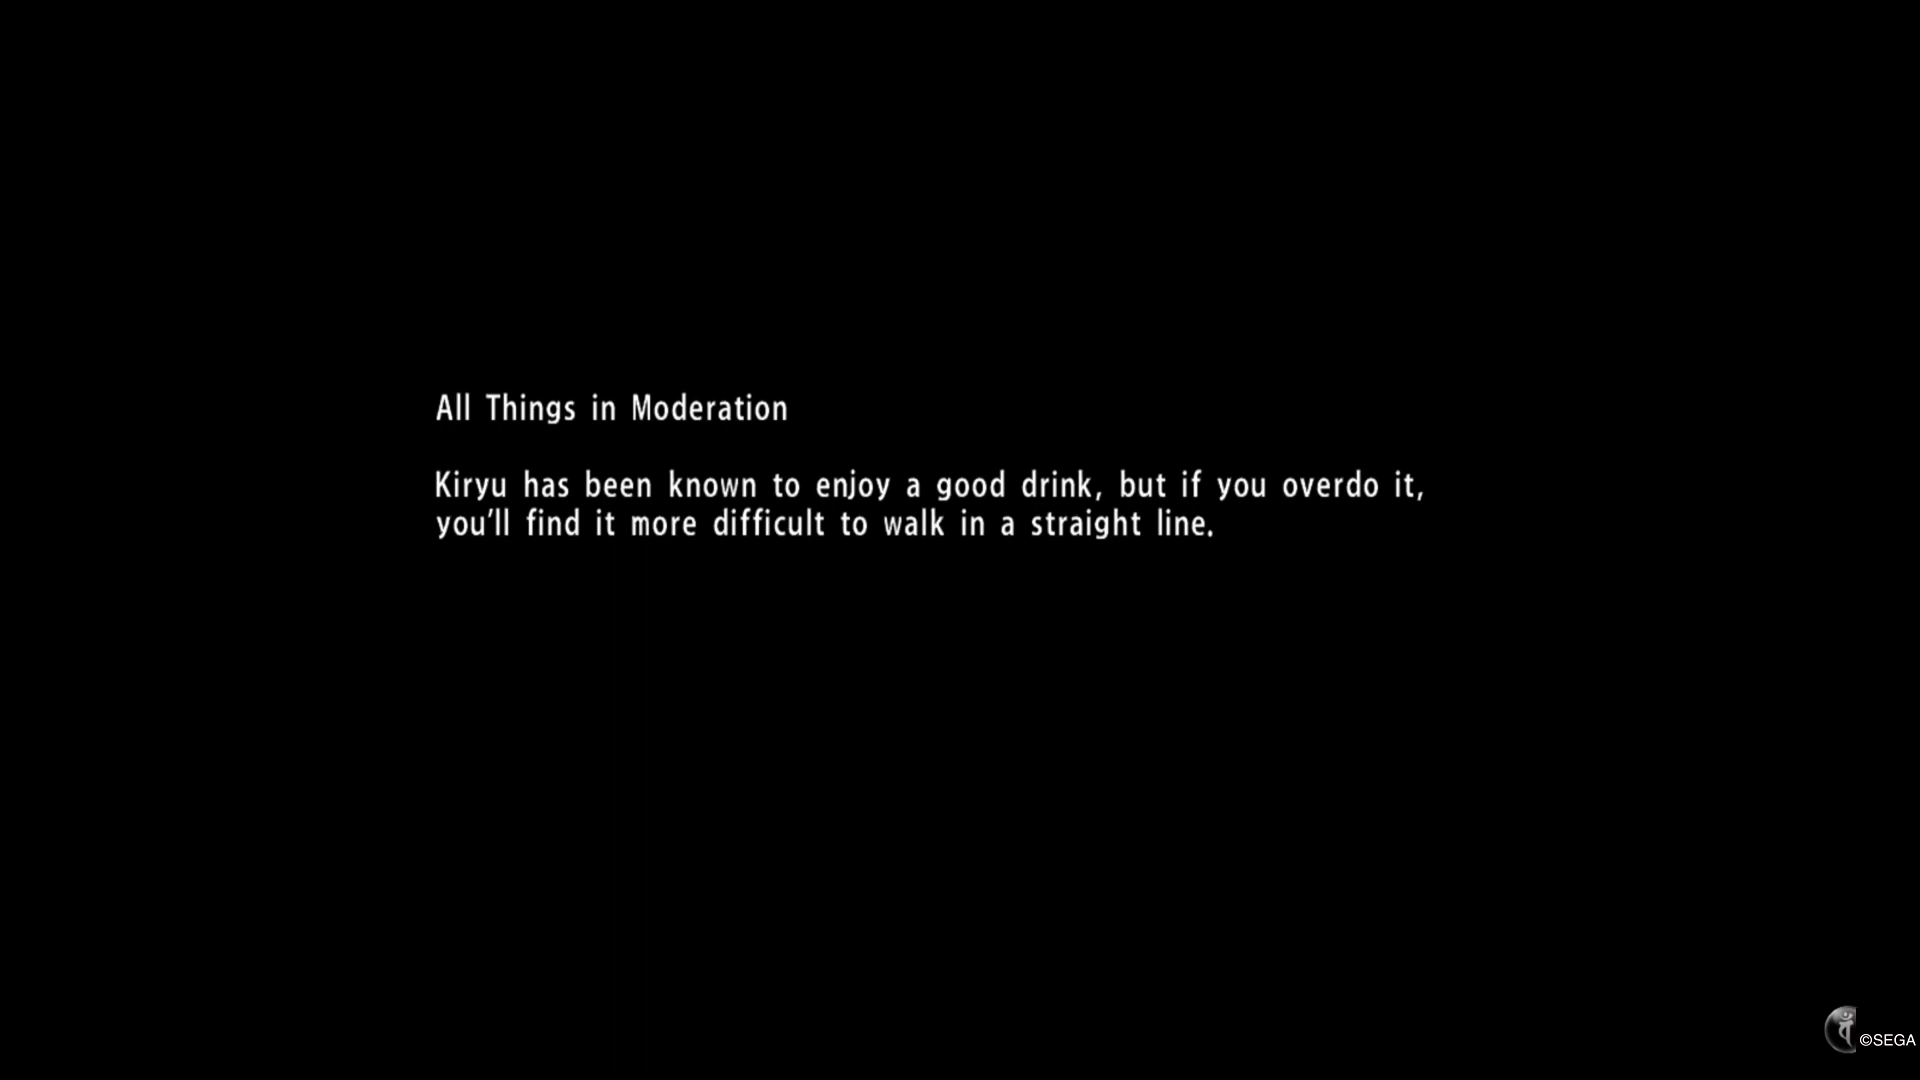 All Things in Moderation
Kiryu has been known to enjoy a good drink, but if you overdo it,
you'll find it more difficult to walk in a straight line.
©SEGA